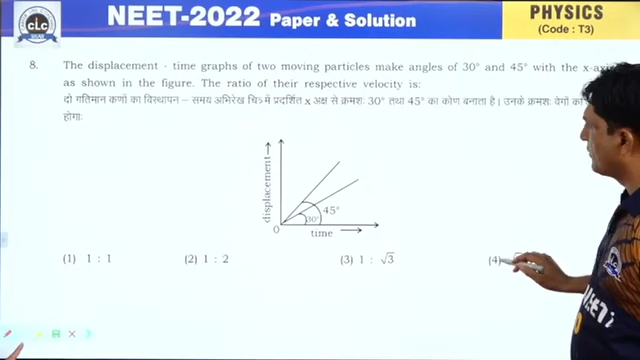 NEET-2022 Paper & Solution
PHYSICS
(Code : T3)
CLC
8. The displacement - time graphs of two moving particles make angles of 30° and 45° with the x-axis
as shown in the figure. The ratio of their respective velocity is:
दो गतिमान कणों का विस्थापन – समय अभिरेख चित्र में प्रदर्शित x अक्ष से क्रमशः 30° तथा 45° का कोण बनाता है। उनके क्रमशः वेगों का
होगाः
displacement
45°
30°
0
time
(1) 1 : 1
(2) 1 : 2
(3) 1 : √3
(4)